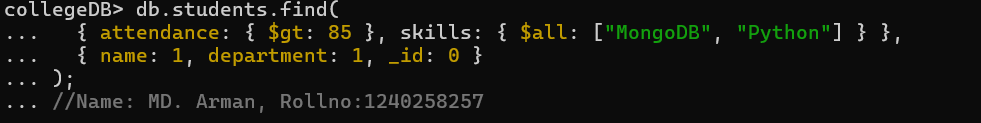 collegeDB> db.students.find(
...   { attendance: { $gt: 85 }, skills: { $all: ["MongoDB", "Python"] } },
...   { name: 1, department: 1, _id: 0 }
... );
... //Name: MD. Arman, Rollno:1240258257